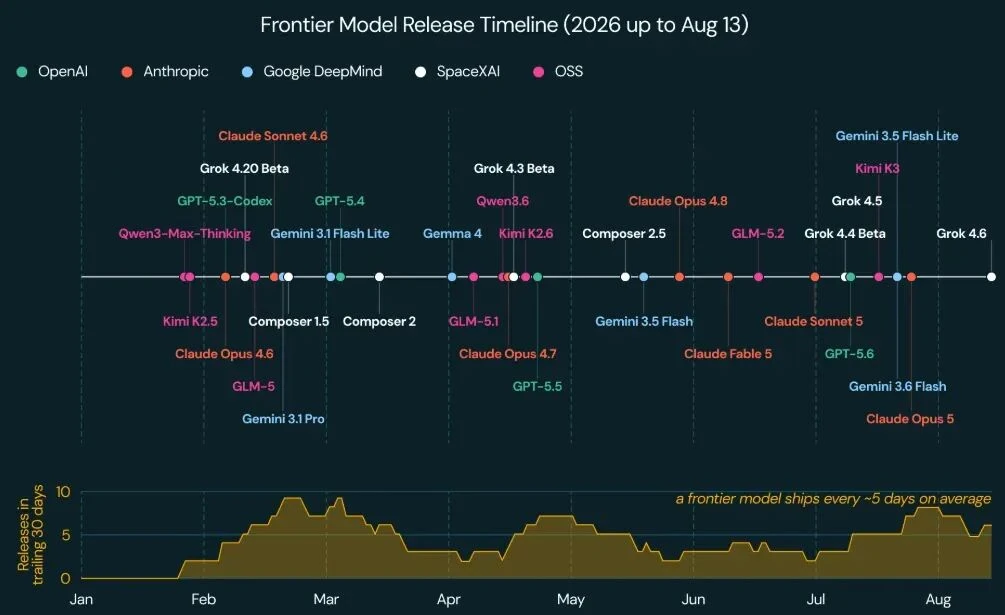 Frontier Model Release Timeline (2026 up to Aug 13)
OpenAI
Anthropic
Google DeepMind
SpaceXAI
OSS
Claude Sonnet 4.6
Gemini 3.5 Flash Lite
Grok 4.20 Beta
Grok 4.3 Beta
Kimi K3
GPT-5.3-Codex
GPT-5.4
Qwen3.6
Claude Opus 4.8
Grok 4.5
Qwen3-Max-Thinking
Gemini 3.1 Flash Lite
Gemma 4
Kimi K2.6
Composer 2.5
GLM-5.2
Grok 4.4 Beta
Grok 4.6
Kimi K2.5
Composer 1.5
Composer 2
GLM-5.1
Gemini 3.5 Flash
Claude Sonnet 5
Claude Opus 4.6
Claude Opus 4.7
Claude Fable 5
GPT-5.6
GLM-5
GPT-5.5
Gemini 3.6 Flash
Gemini 3.1 Pro
Claude Opus 5
Releases in
trailing 30 days
10
5
0
a frontier model ships every ~5 days on average
Jan
Feb
Mar
Apr
May
Jun
Jul
Aug